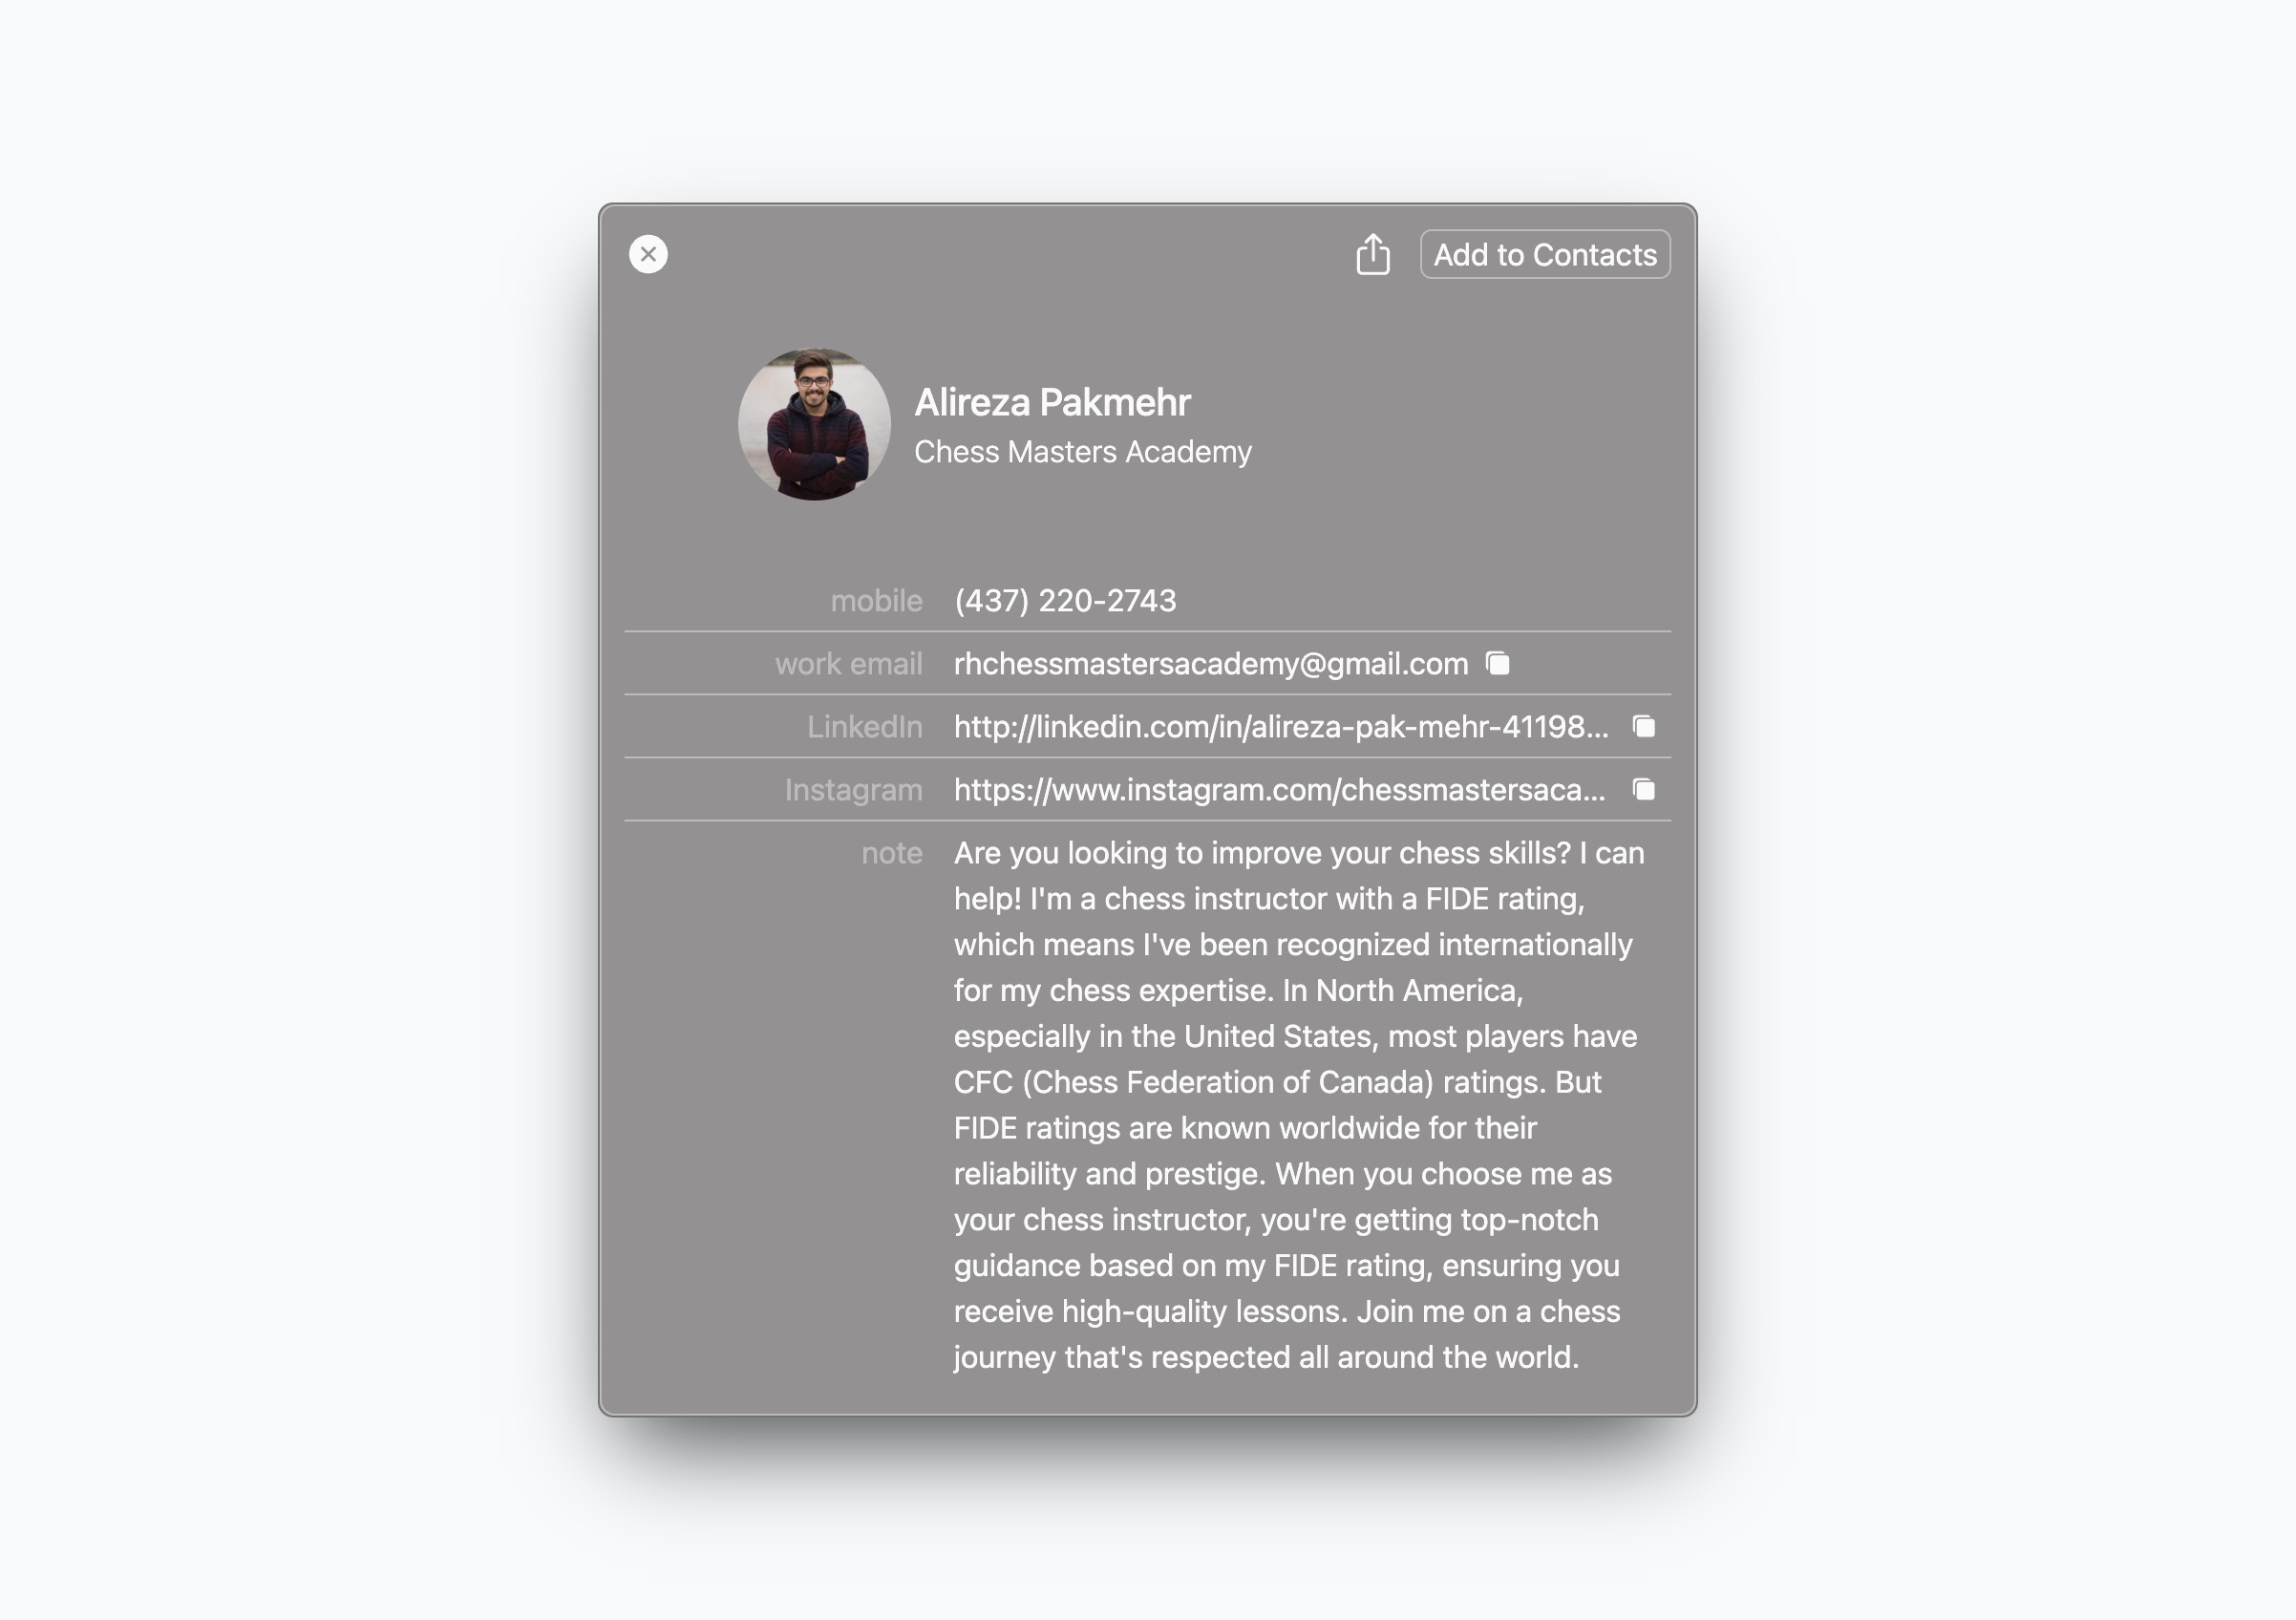 Add to Contacts
Alireza Pakmehr
Chess Masters Academy
mobile (437) 220-2743
work email rhchessmastersacademy@gmail.com
LinkedIn http://linkedin.com/in/alireza-pak-mehr-41198...
Instagram https://www.instagram.com/chessmastersaca...
note Are you looking to improve your chess skills? I can
help! I'm a chess instructor with a FIDE rating,
which means I've been recognized internationally
for my chess expertise. In North America,
especially in the United States, most players have
CFC (Chess Federation of Canada) ratings. But
FIDE ratings are known worldwide for their
reliability and prestige. When you choose me as
your chess instructor, you're getting top-notch
guidance based on my FIDE rating, ensuring you
receive high-quality lessons. Join me on a chess
journey that's respected all around the world.